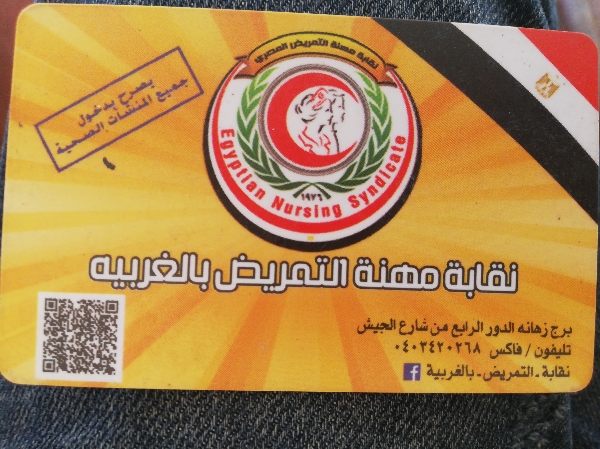 نقابة مهنة التمريض المصري
يصرح بدخول
جميع المنشآت الصحية
Egyptian Nursing Syndicate
١٩٧٦
نقابة مهنة التمريض بالغربيه
برج زهانه الدور الرابع من شارع الجيش
تليفون / فاكس ٠٤٠٣٤٢٠٢٦٨
نقابة - التمريض - بالغربية